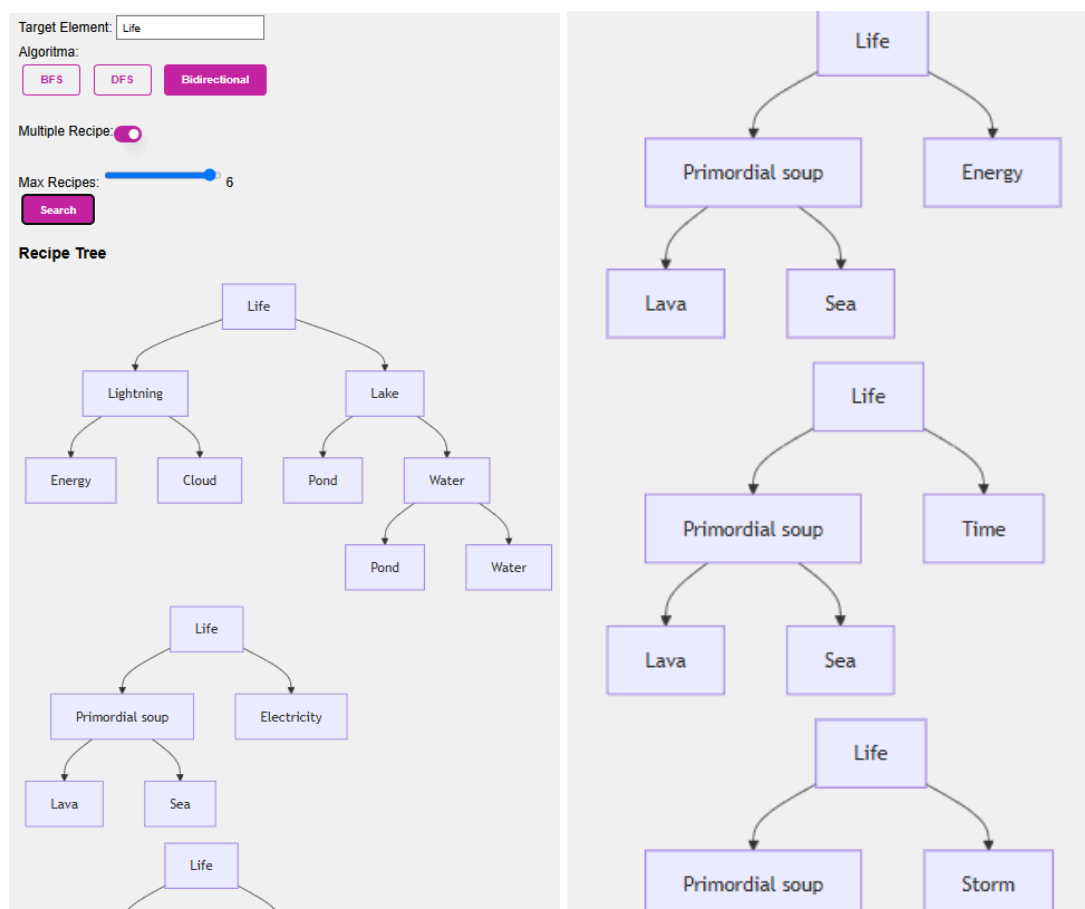 Target Element: Life
Algoritma:
BFS DFS Bidirectional
Multiple Recipe:
Max Recipes: 6
Search
Recipe Tree
Life
Lightning Lake
Energy Cloud Pond Water
Pond Water
Life
Primordial soup Electricity
Lava Sea
Life
Life
Primordial soup Energy
Lava Sea
Life
Primordial soup Time
Lava Sea
Life
Primordial soup Storm